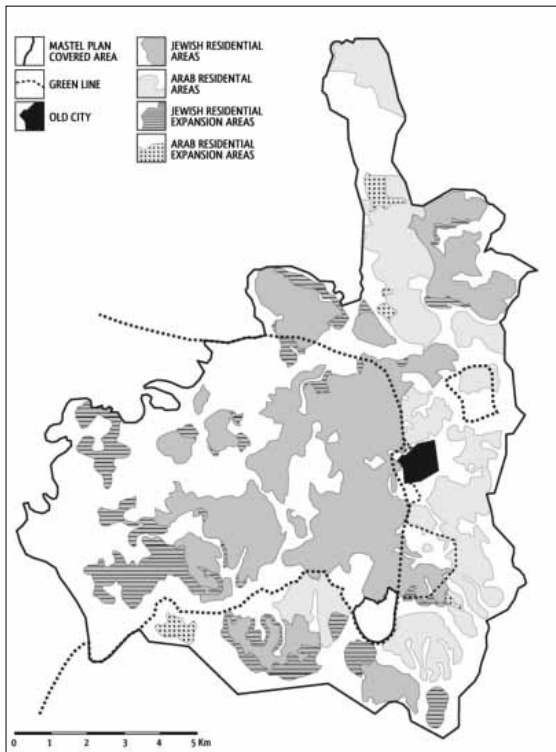 MASTEL PLAN
COVERED AREA
GREEN LINE
OLD CITY
JEWISH RESIDENTIAL
AREAS
ARAB RESIDENTAL
AREAS
JEWISH RESIDENTIAL
EXPANSION AREAS
ARAB RESIDENTIAL
EXPANSION AREAS
0 1 2 3 4 5 Km